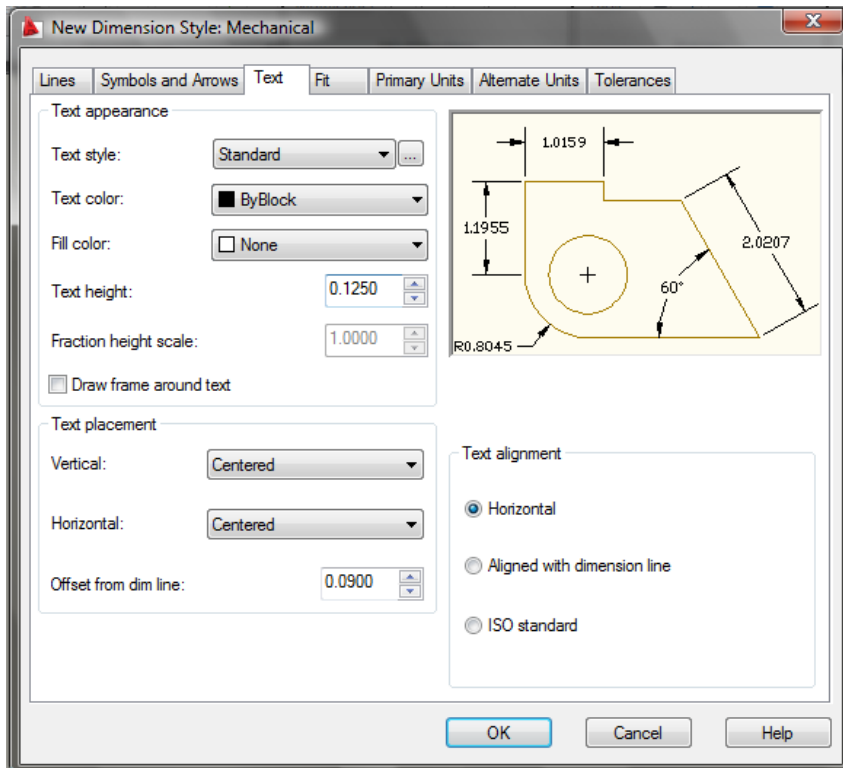 New Dimension Style: Mechanical
Lines Symbols and Arrows Text Fit Primary Units Alternate Units Tolerances
Text appearance
Text style: Standard ...
Text color: ByBlock
Fill color: None
Text height: 0.1250
Fraction height scale: 1.0000
Draw frame around text
Text placement
Vertical: Centered
Horizontal: Centered
Offset from dim line: 0.0900
1.0159
1.1955
2.0207
60°
R0.8045
Text alignment
Horizontal
Aligned with dimension line
ISO standard
OK Cancel Help